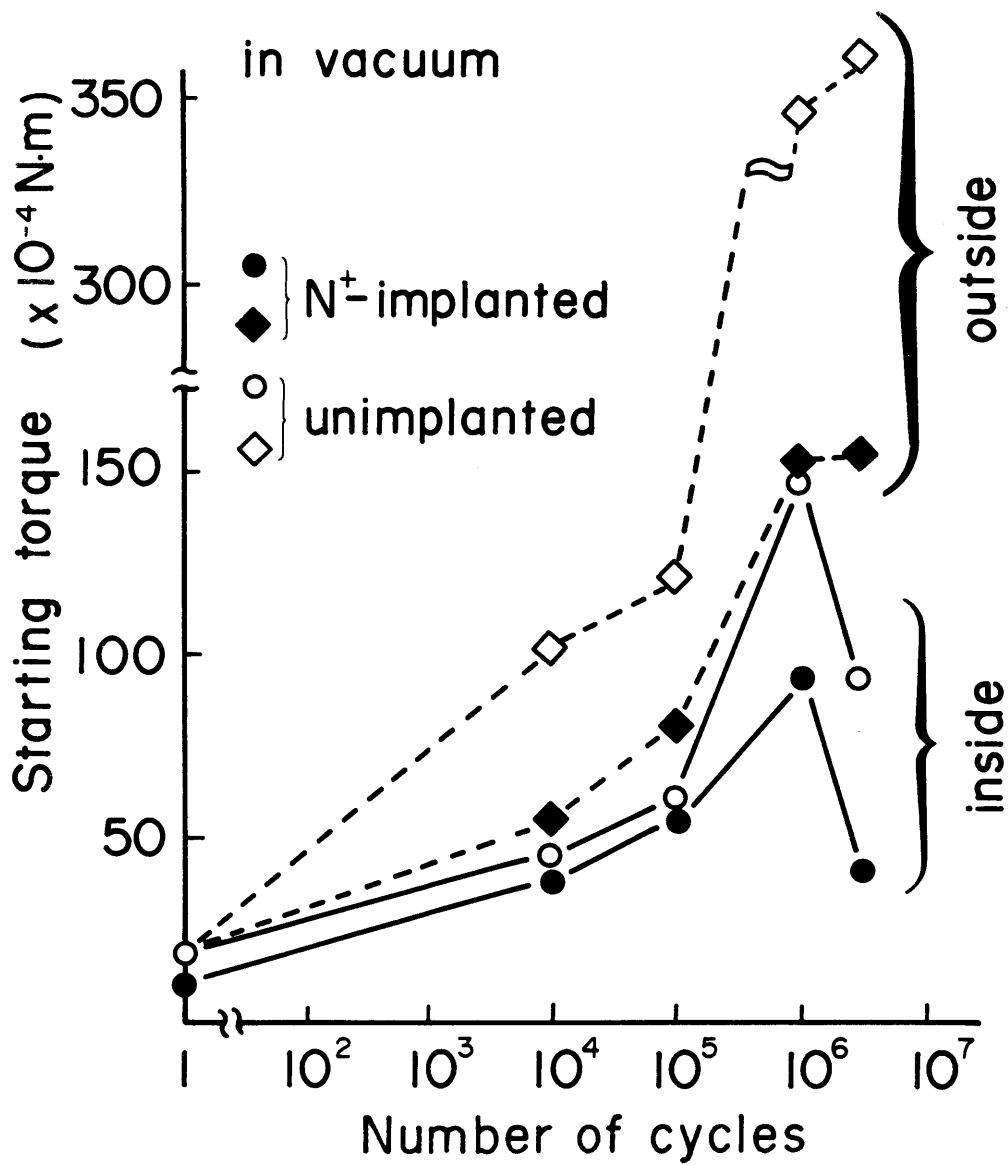 in vacuum
350
300
150
100
50
Starting torque (x10⁻⁴ N·m)
N⁺-implanted
unimplanted
outside
inside
1 10² 10³ 10⁴ 10⁵ 10⁶ 10⁷
Number of cycles